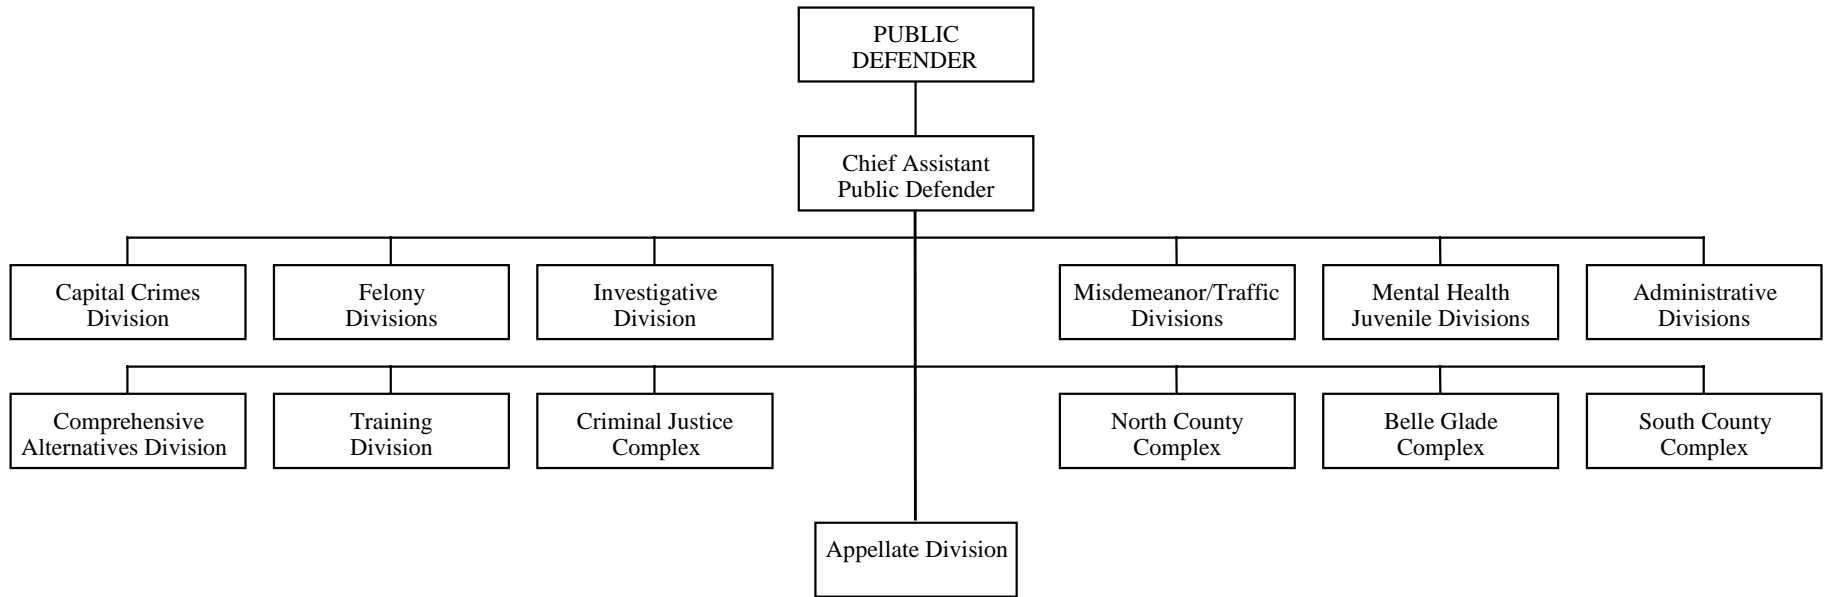 PUBLIC
DEFENDER
Chief Assistant
Public Defender
Capital Crimes
Division
Felony
Divisions
Investigative
Division
Misdemeanor/Traffic
Divisions
Mental Health
Juvenile Divisions
Administrative
Divisions
Comprehensive
Alternatives Division
Training
Division
Criminal Justice
Complex
North County
Complex
Belle Glade
Complex
South County
Complex
Appellate Division